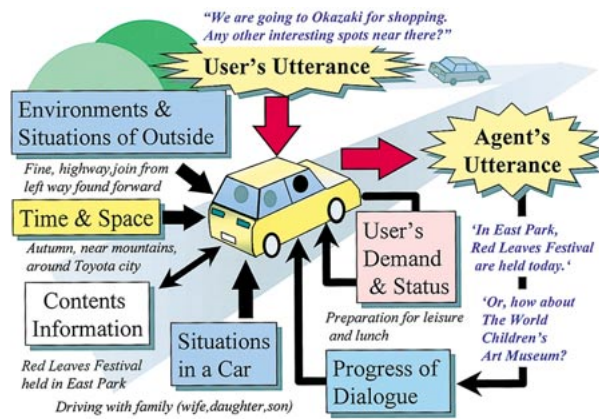 “We are going to Okazaki for shopping.
Any other interesting spots near there?”
User's Utterance
Environments &
Situations of Outside
Fine, highway,join from
left way found forward
Agent's
Utterance
Time & Space
Autumn, near mountains,
around Toyota city
User's
Demand
& Status
Preparation for leisure
and lunch
‘In East Park,
Red Leaves Festival
are held today.‘
‘Or, how about
The World
Children's
Art Museum?
Contents
Information
Red Leaves Festival
held in East Park
Situations
in a Car
Driving with family (wife,daughter,son)
Progress of
Dialogue